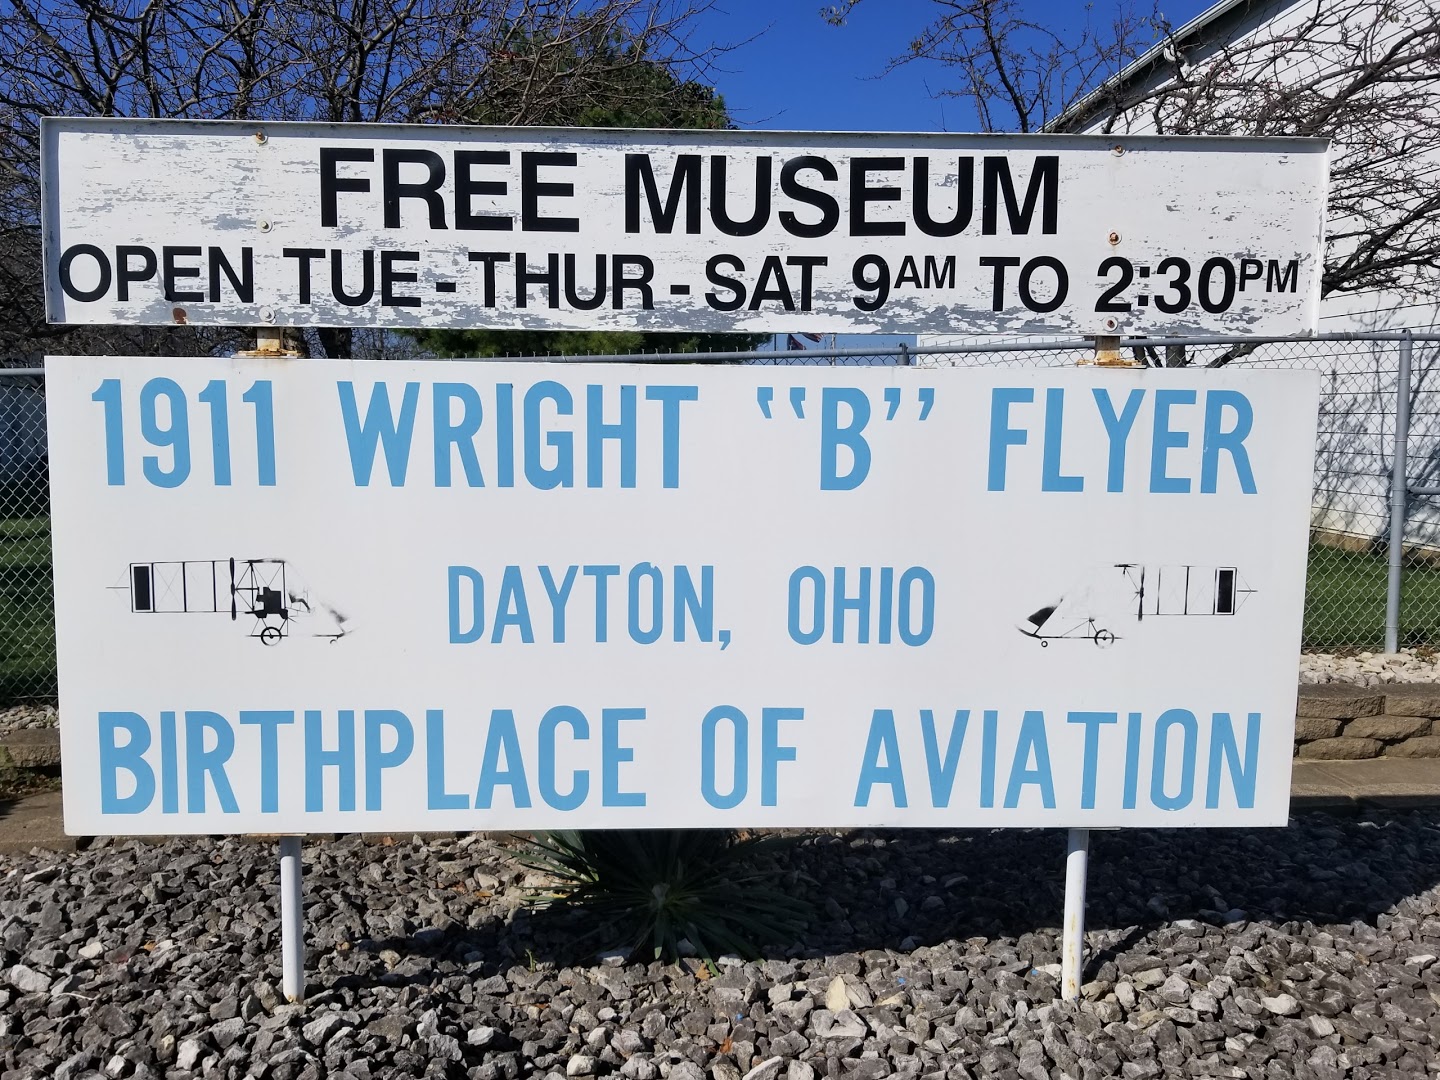 FREE MUSEUM
OPEN TUE - THUR - SAT 9AM TO 2:30PM
1911 WRIGHT “B” FLYER
DAYTON, OHIO
BIRTHPLACE OF AVIATION